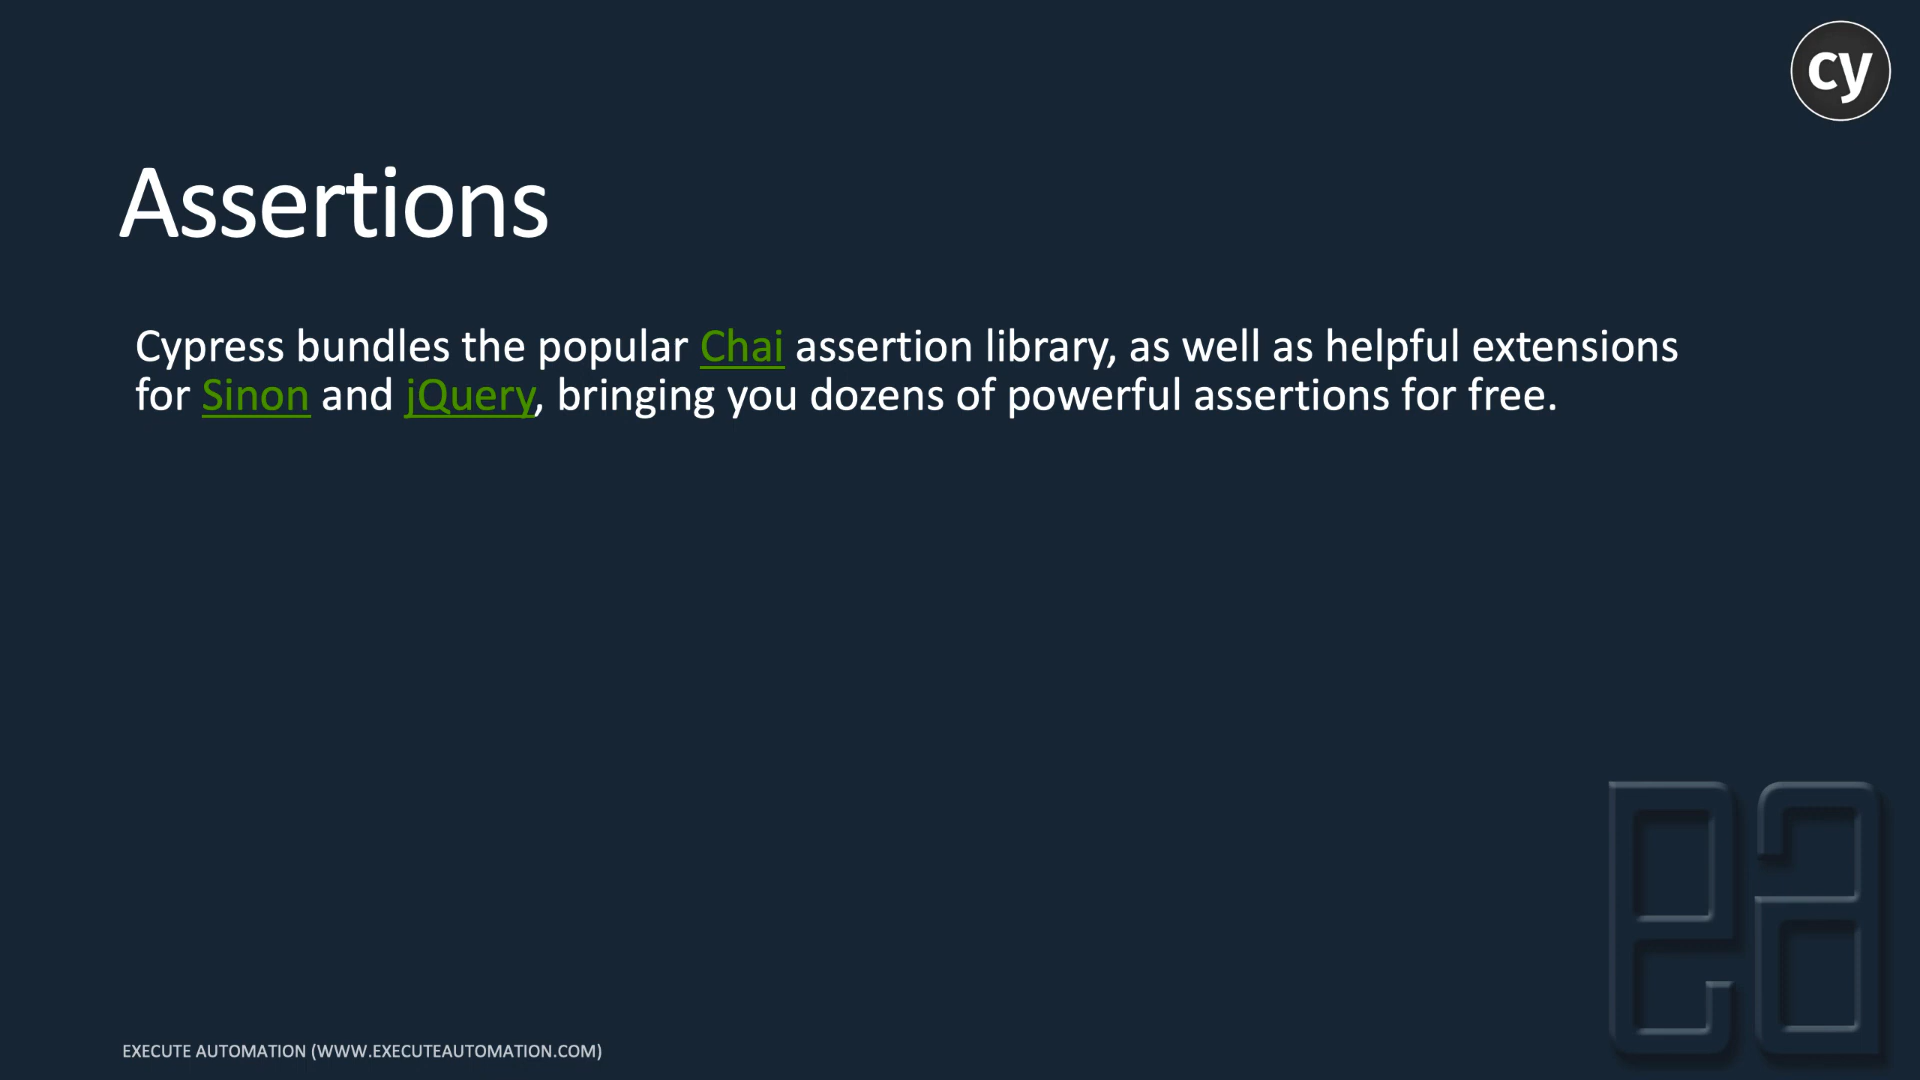 cy
Assertions
Cypress bundles the popular Chai assertion library, as well as helpful extensions
for Sinon and jQuery, bringing you dozens of powerful assertions for free.
ea
EXECUTE AUTOMATION (WWW.EXECUTEAUTOMATION.COM)